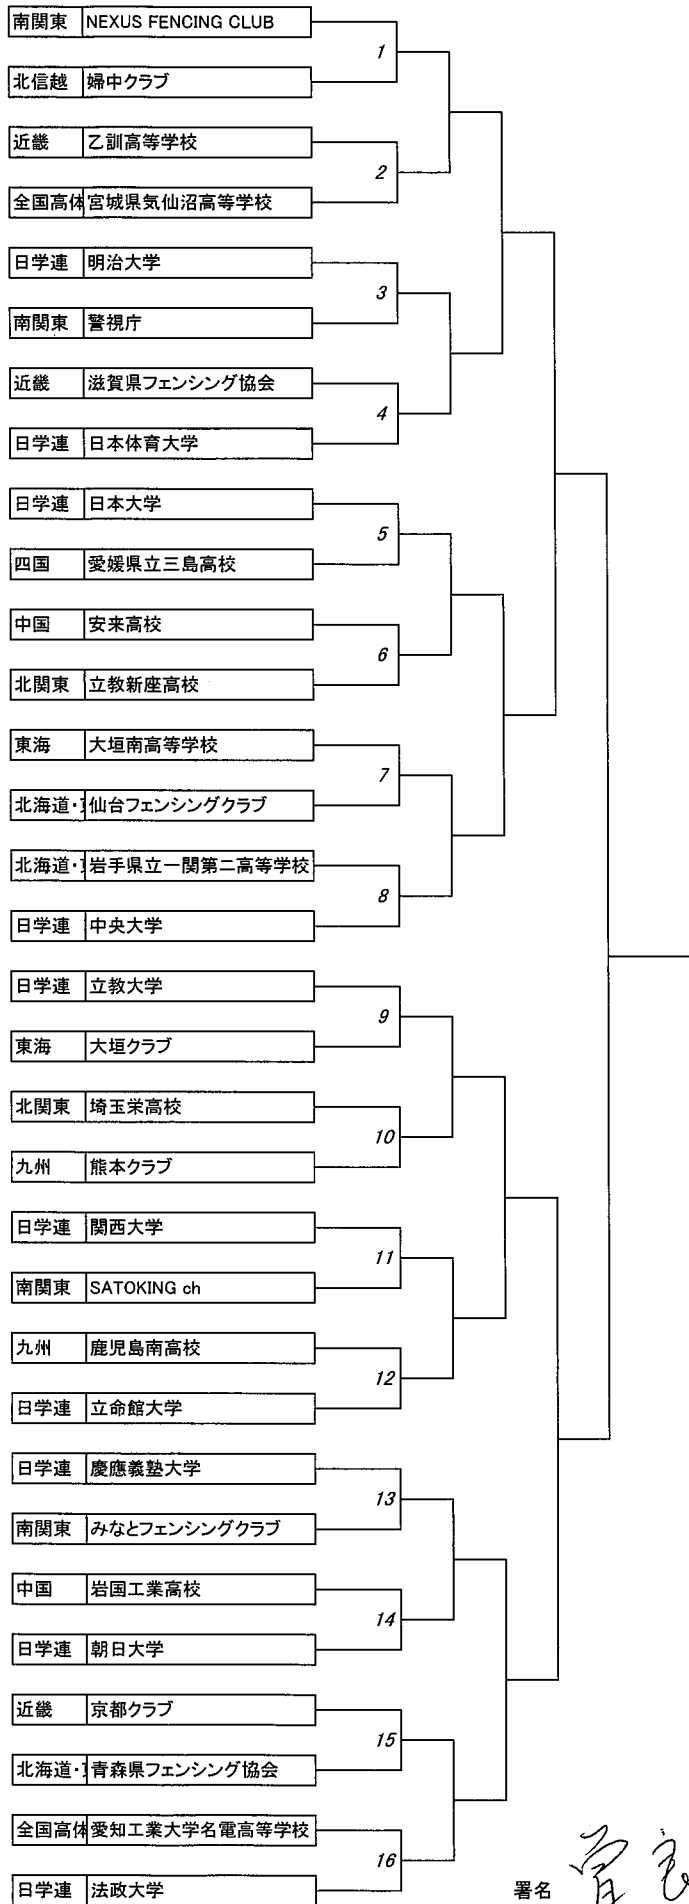 南関東 NEXUS FENCING CLUB
1
北信越 婦中クラブ
近畿 乙訓高等学校
2
全国高体 宮城県気仙沼高等学校
日学連 明治大学
3
南関東 警視庁
近畿 滋賀県フェンシング協会
4
日学連 日本体育大学
日学連 日本大学
5
四国 愛媛県立三島高校
中国 安来高校
6
北関東 立教新座高校
東海 大垣南高等学校
7
北海道・ 仙台フェンシングクラブ
北海道・ 岩手県立一関第二高等学校
8
日学連 中央大学
日学連 立教大学
9
東海 大垣クラブ
北関東 埼玉栄高校
10
九州 熊本クラブ
日学連 関西大学
11
南関東 SATOKING ch
九州 鹿児島南高校
12
日学連 立命館大学
日学連 慶應義塾大学
13
南関東 みなとフェンシングクラブ
中国 岩国工業高校
14
日学連 朝日大学
近畿 京都クラブ
15
北海道・ 青森県フェンシング協会
全国高体 愛知工業大学名電高等学校
16
日学連 法政大学
署名